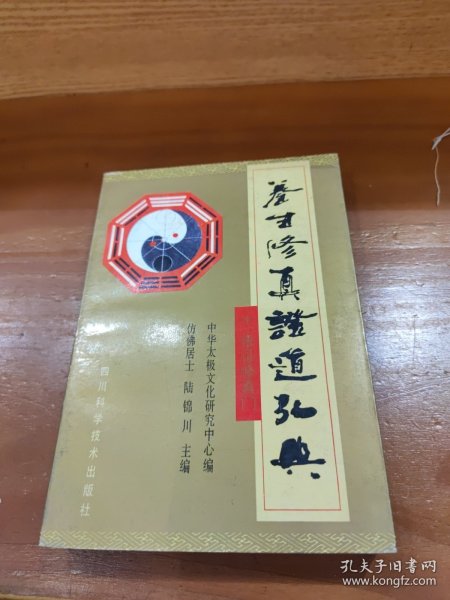 养生修真證道弘典
中华太极文化研究中心编
仿佛居士 陆锦川 主编
四川科学技术出版社
孔夫子旧书网
www.kongfz.com